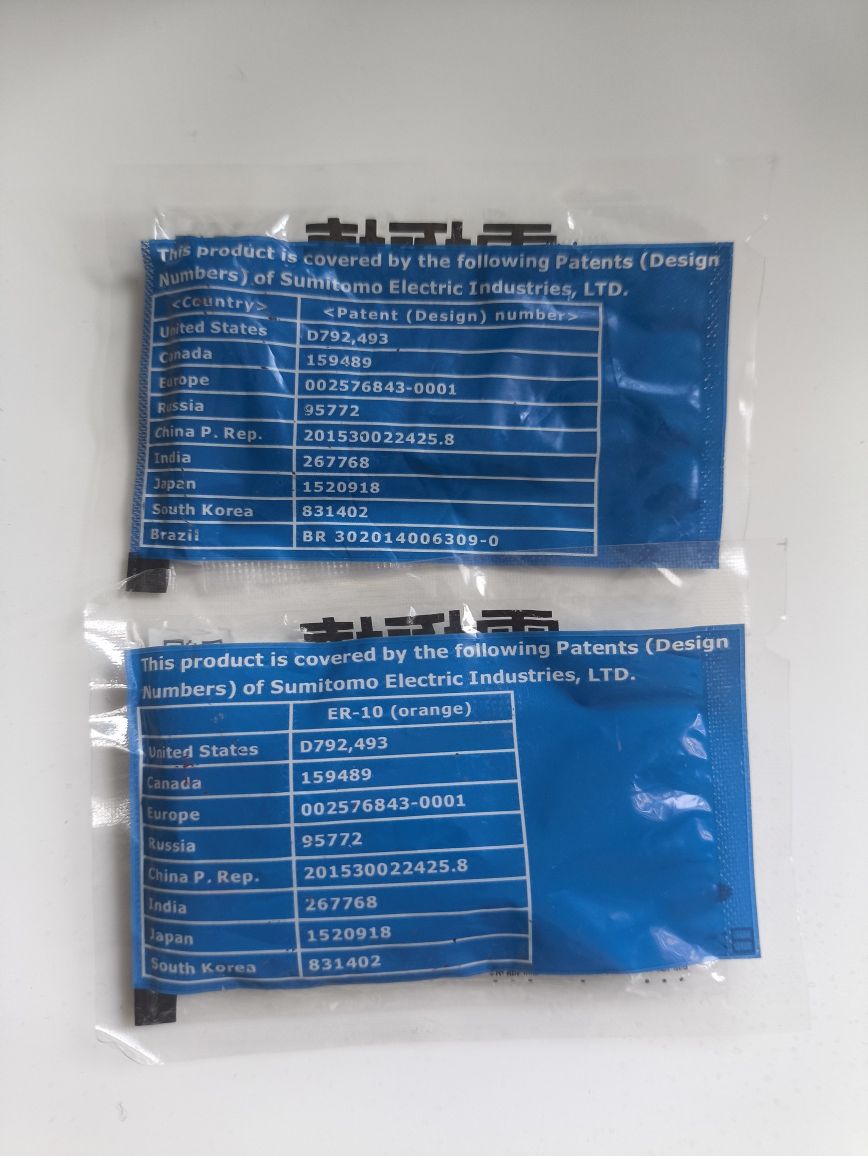 This product is covered by the following Patents (Design
Numbers) of Sumitomo Electric Industries, LTD.
<Country> <Patent (Design) number>
United States D792,493
Canada 159489
Europe 002576843-0001
Russia 95772
China P. Rep. 201530022425.8
India 267768
Japan 1520918
South Korea 831402
Brazil BR 302014006309-0
This product is covered by the following Patents (Design
Numbers) of Sumitomo Electric Industries, LTD.
ER-10 (orange)
United States D792,493
Canada 159489
Europe 002576843-0001
Russia 95772
China P. Rep. 201530022425.8
India 267768
Japan 1520918
South Korea 831402